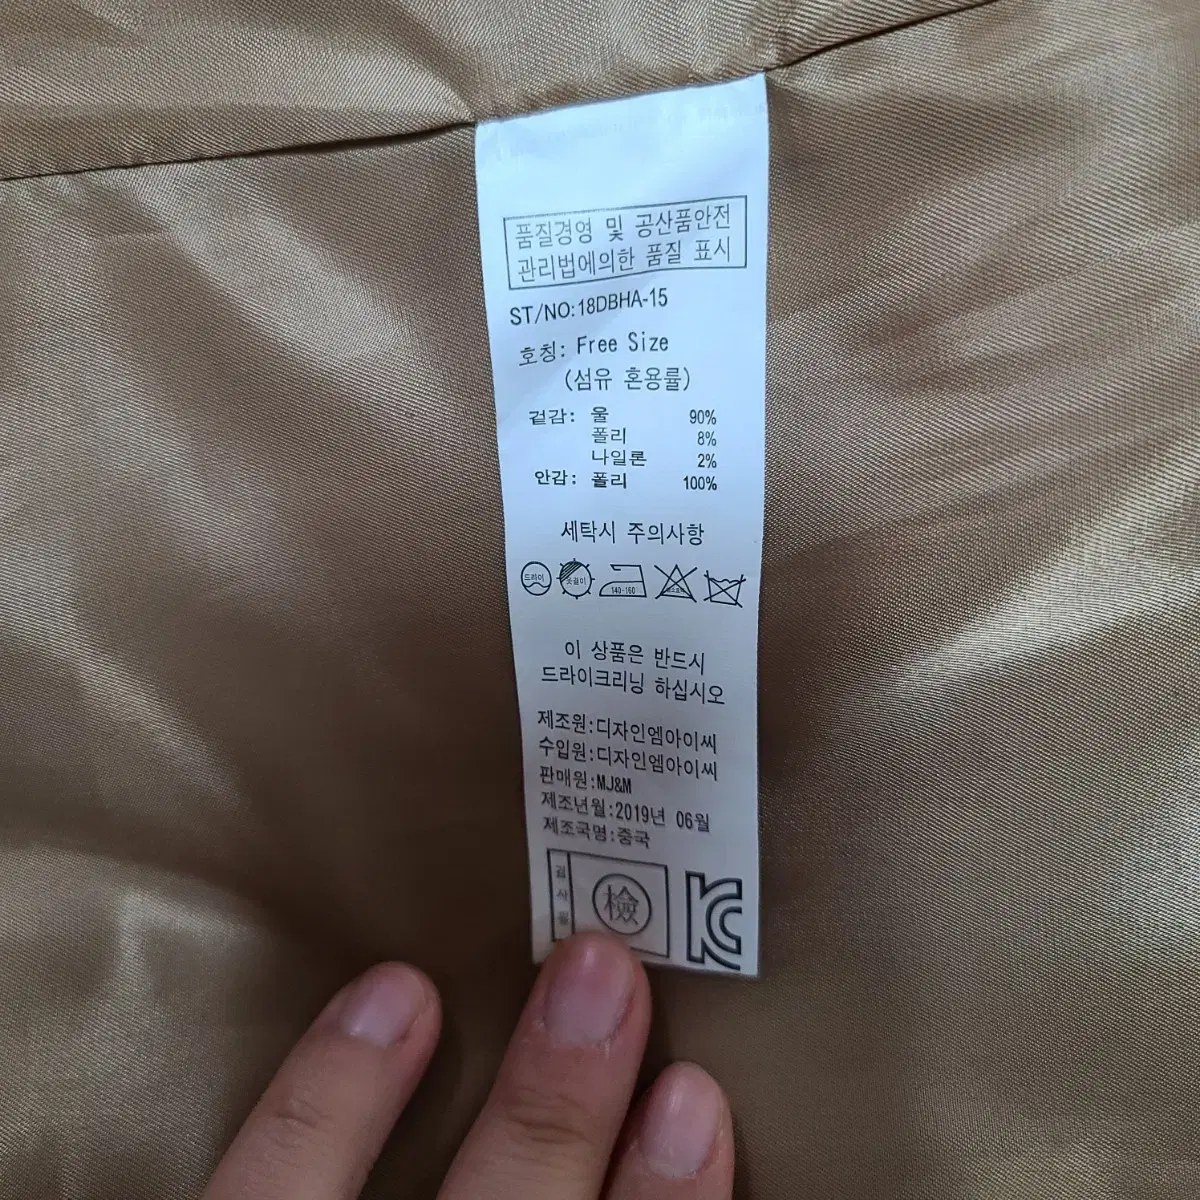 품질경영 및 공산품안전
관리법에의한 품질 표시
ST/NO:18DBHA-15
호칭: Free Size
(섬유 혼용률)
겉감: 울 90%
폴리 8%
나일론 2%
안감: 폴리 100%
세탁시 주의사항
드라이 옷걸이 140-160
이 상품은 반드시
드라이크리닝 하십시오
제조원:디자인엠아이씨
수입원:디자인엠아이씨
판매원:MJ&M
제조년월:2019년 06월
제조국명:중국
검사필
檢
KC